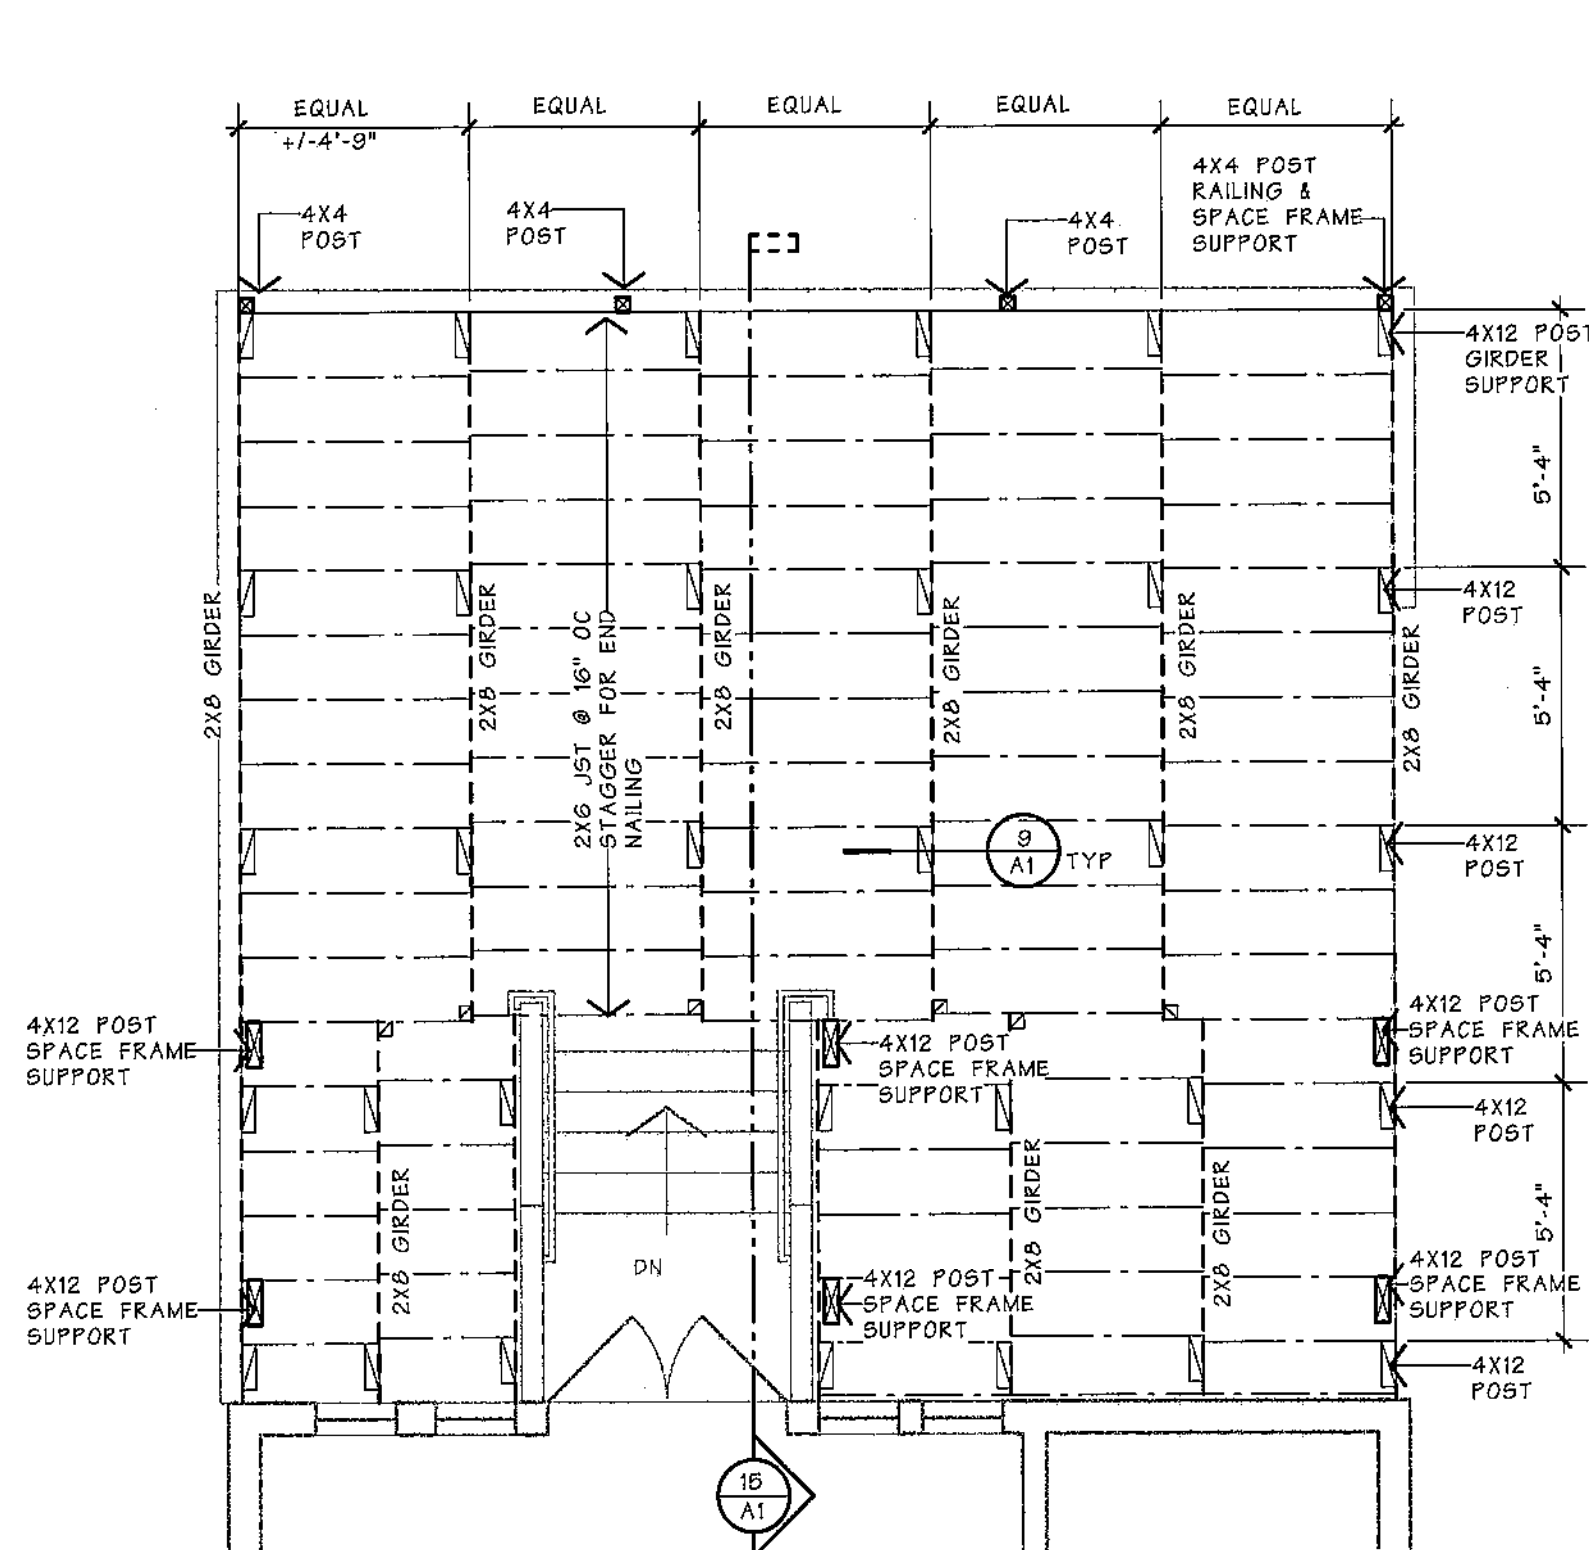 EQUAL
EQUAL
EQUAL
EQUAL
EQUAL
+/-4'-9"
4X4
POST
4X4
POST
4X4
POST
4X4 POST
RAILING &
SPACE FRAME
SUPPORT
4X12 POST
GIRDER
SUPPORT
5'-4"
2X8 GIRDER
2X8 GIRDER
2X6 JST @ 16" OC
STAGGER FOR END
NAILING
2X8 GIRDER
2X8 GIRDER
2X8 GIRDER
2X8 GIRDER
4X12
POST
5'-4"
9
A1
TYP
4X12
POST
5'-4"
4X12 POST
SPACE FRAME
SUPPORT
4X12 POST
SPACE FRAME
SUPPORT
4X12 POST
SPACE FRAME
SUPPORT
4X12
POST
2X8 GIRDER
2X8 GIRDER
2X8 GIRDER
5'-4"
DN
4X12 POST
SPACE FRAME
SUPPORT
4X12 POST
SPACE FRAME
SUPPORT
4X12 POST
SPACE FRAME
SUPPORT
4X12
POST
15
A1